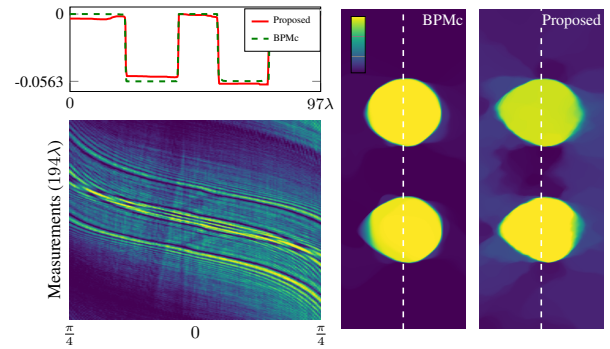 0
-0.0563
Proposed
BPMc
0
97λ
Measurements (194λ)
π/4
0
π/4
BPMc
Proposed